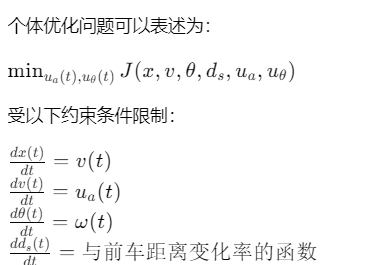 个体优化问题可以表述为：
min_{u_a(t),u_θ(t)} J(x, v, θ, d_s, u_a, u_θ)
受以下约束条件限制：
dx(t)/dt = v(t)
dv(t)/dt = u_a(t)
dθ(t)/dt = ω(t)
dd_s(t)/dt = 与前车距离变化率的函数